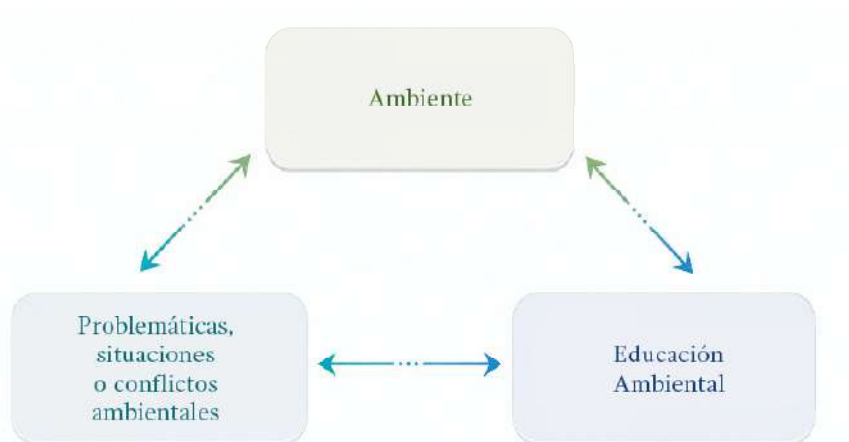 Ambiente
Problemáticas,
situaciones
o conflictos
ambientales
Educación
Ambiental